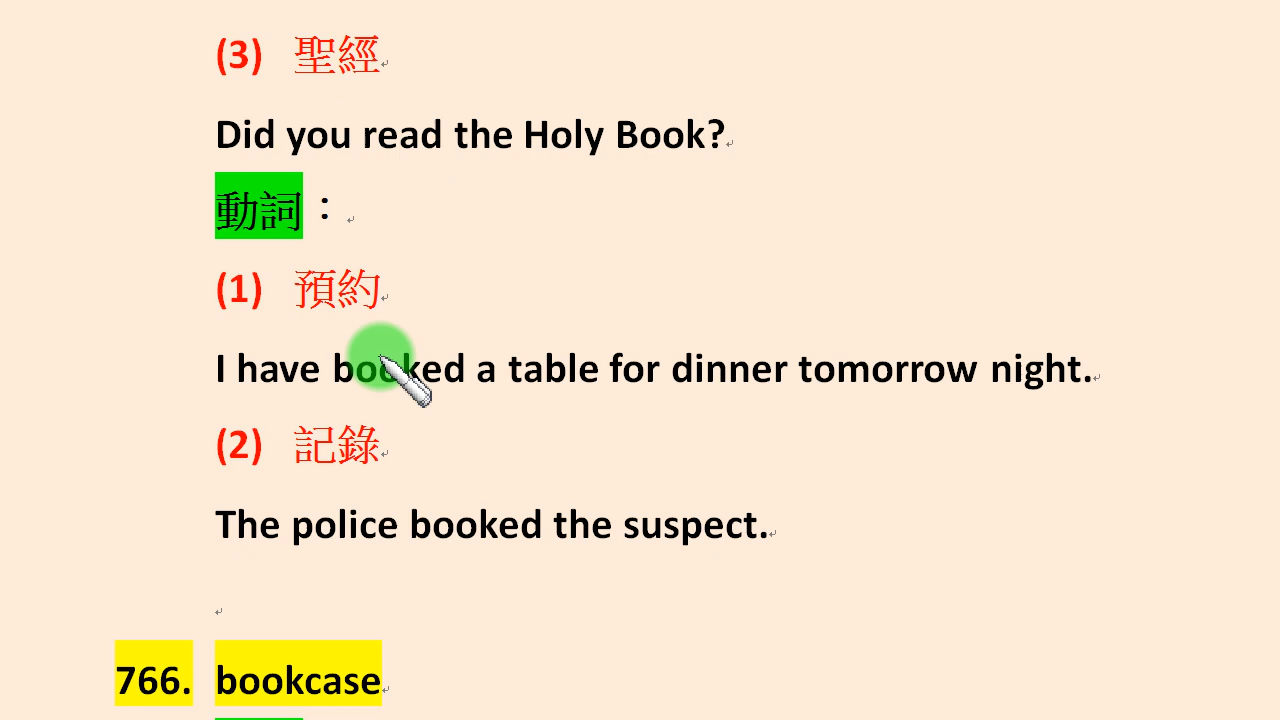 (3) 聖經
Did you read the Holy Book?
動詞：
(1) 預約
I have booked a table for dinner tomorrow night.
(2) 記錄
The police booked the suspect.
766. bookcase